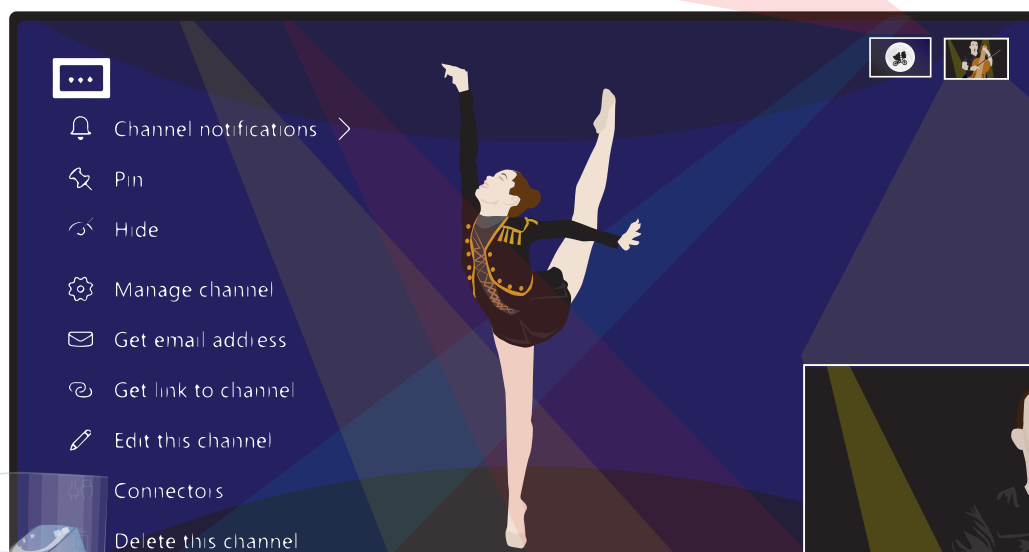 Channel notifications
Pin
Hide
Manage channel
Get email address
Get link to channel
Edit this channel
Connectors
Delete this channel